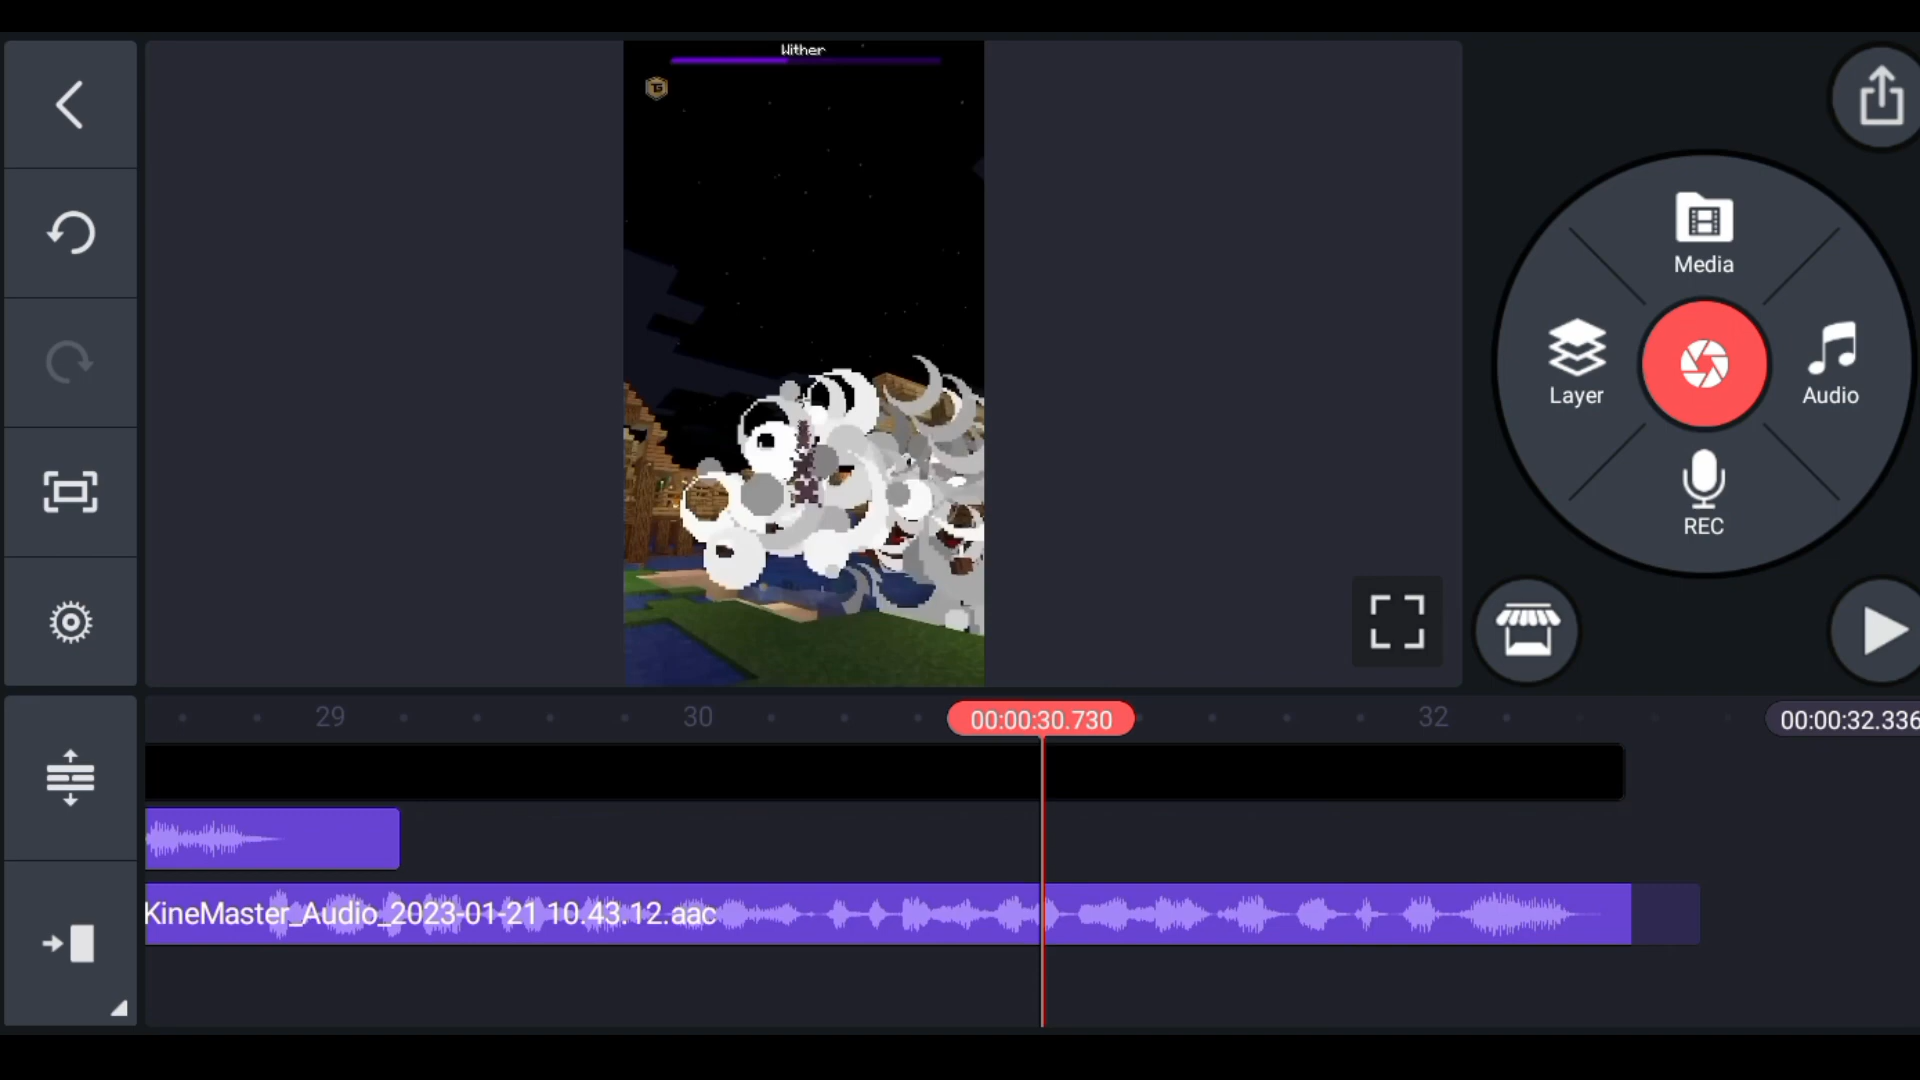 Wither
TG
Media
Layer
Audio
REC
29
30
00:00:30.730
32
00:00:32.336
KineMaster_Audio_2023-01-21 10.43.12.aac